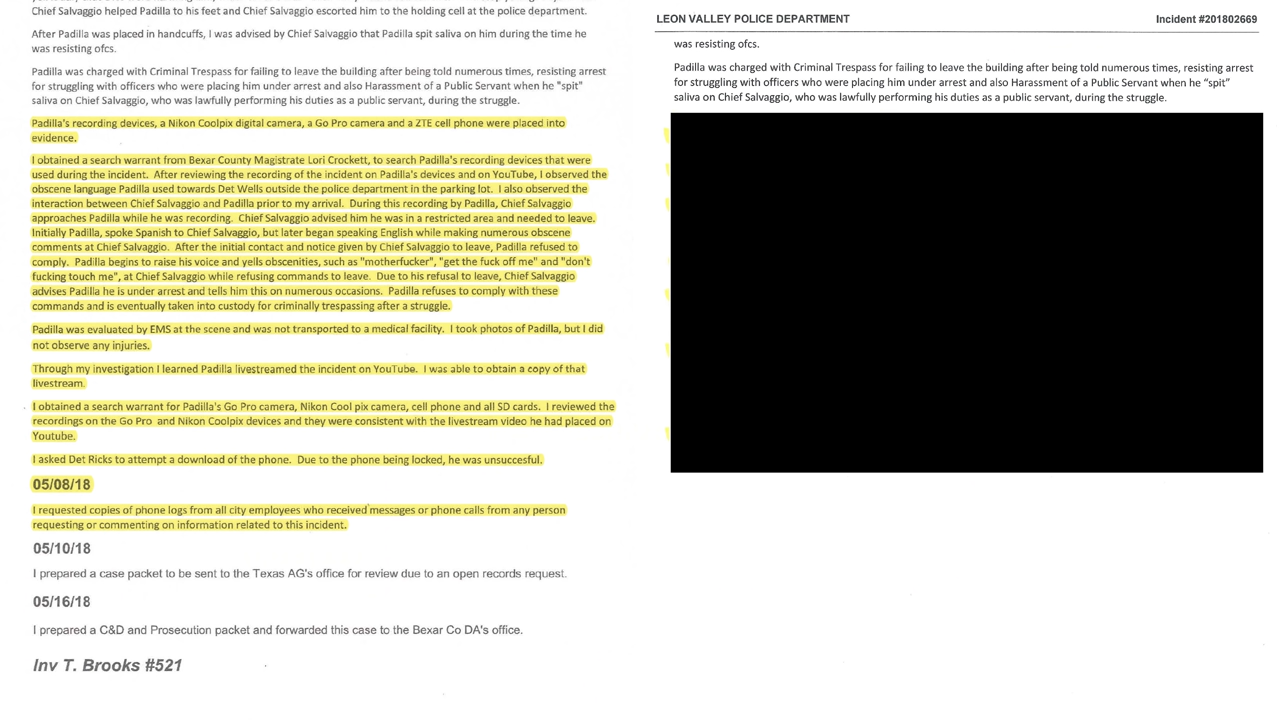 Chief Salvaggio helped Padilla to his feet and Chief Salvaggio escorted him to the holding cell at the police department.
After Padilla was placed in handcuffs, I was advised by Chief Salvaggio that Padilla spit saliva on him during the time he
was resisting ofcs.
Padilla was charged with Criminal Trespass for failing to leave the building after being told numerous times, resisting arrest
for struggling with officers who were placing him under arrest and also Harassment of a Public Servant when he "spit"
saliva on Chief Salvaggio, who was lawfully performing his duties as a public servant, during the struggle.
Padilla's recording devices, a Nikon Coolpix digital camera, a Go Pro camera and a ZTE cell phone were placed into
evidence.
I obtained a search warrant from Bexar County Magistrate Lori Crockett, to search Padilla's recording devices that were
used during the incident. After reviewing the recording of the incident on Padilla's devices and on YouTube, I observed the
obscene language Padilla used towards Det Wells outside the police department in the parking lot. I also observed the
interaction between Chief Salvaggio and Padilla prior to my arrival. During this recording by Padilla, Chief Salvaggio
approaches Padilla while he was recording. Chief Salvaggio advised him he was in a restricted area and needed to leave.
Initially Padilla, spoke Spanish to Chief Salvaggio, but later began speaking English while making numerous obscene
comments at Chief Salvaggio. After the initial contact and notice given by Chief Salvaggio to leave, Padilla refused to
comply. Padilla begins to raise his voice and yells obscenities, such as "motherfucker", "get the fuck off me" and "don't
fucking touch me", at Chief Salvaggio while refusing commands to leave. Due to his refusal to leave, Chief Salvaggio
advises Padilla he is under arrest and tells him this on numerous occasions. Padilla refuses to comply with these
commands and is eventually taken into custody for criminally trespassing after a struggle.
Padilla was evaluated by EMS at the scene and was not transported to a medical facility. I took photos of Padilla, but I did
not observe any injuries.
Through my investigation I learned Padilla livestreamed the incident on YouTube. I was able to obtain a copy of that
livestream.
I obtained a search warrant for Padilla's Go Pro camera, Nikon Cool pix camera, cell phone and all SD cards. I reviewed the
recordings on the Go Pro and Nikon Coolpix devices and they were consistent with the livestream video he had placed on
Youtube.
I asked Det Ricks to attempt a download of the phone. Due to the phone being locked, he was unsuccesful.
05/08/18
I requested copies of phone logs from all city employees who received messages or phone calls from any person
requesting or commenting on information related to this incident.
05/10/18
I prepared a case packet to be sent to the Texas AG's office for review due to an open records request.
05/16/18
I prepared a C&D and Prosecution packet and forwarded this case to the Bexar Co DA's office.
Inv T. Brooks #521
LEON VALLEY POLICE DEPARTMENT Incident #201802669
was resisting ofcs.
Padilla was charged with Criminal Trespass for failing to leave the building after being told numerous times, resisting arrest
for struggling with officers who were placing him under arrest and also Harassment of a Public Servant when he "spit"
saliva on Chief Salvaggio, who was lawfully performing his duties as a public servant, during the struggle.